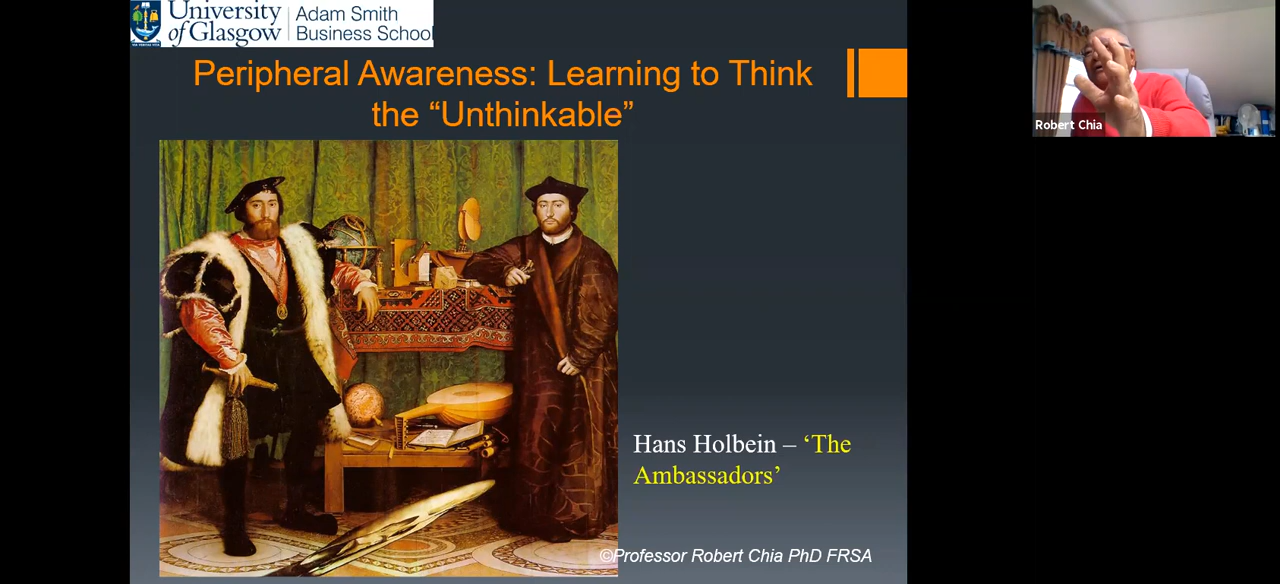 University
of Glasgow
Adam Smith
Business School
Peripheral Awareness: Learning to Think
the “Unthinkable”
Robert Chia
Hans Holbein – ‘The
Ambassadors’
©Professor Robert Chia PhD FRSA